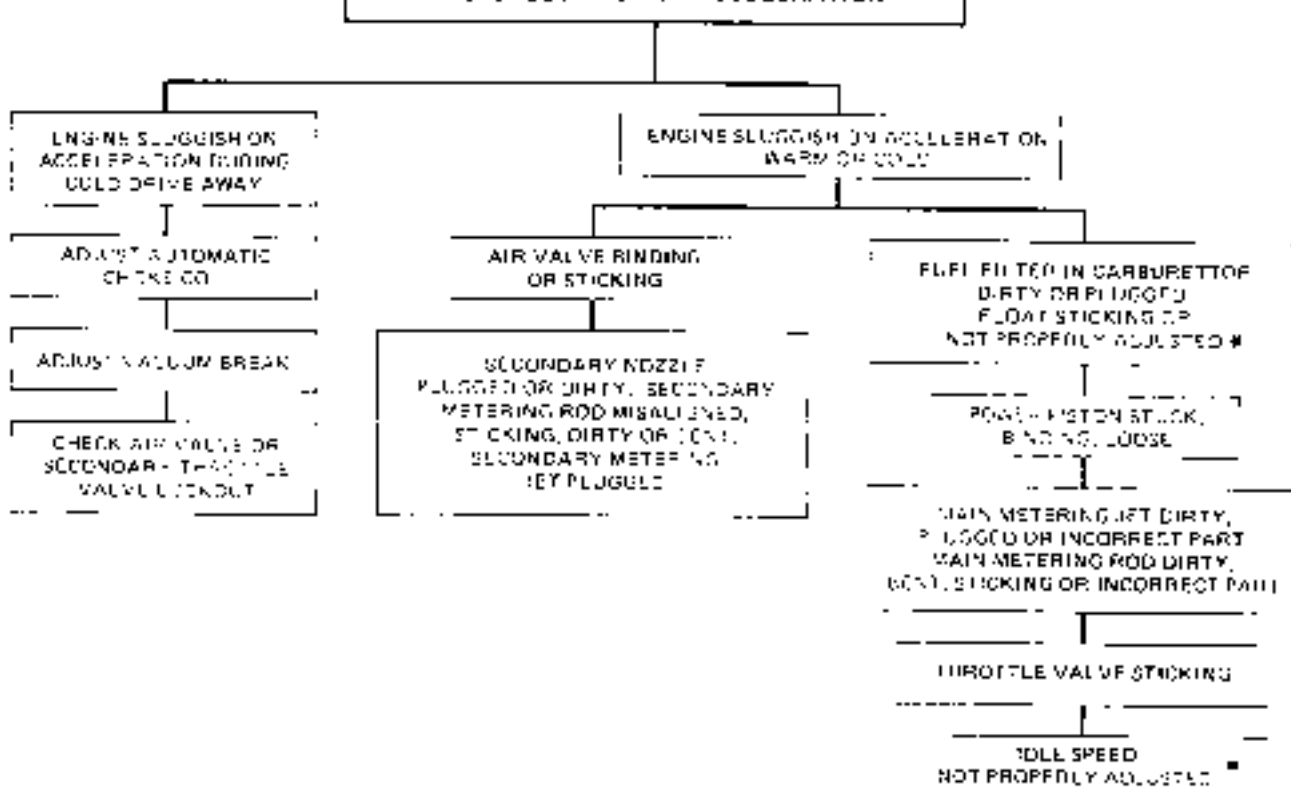 ENGINE SLUGGISH ON
ACCELERATION DURING
COLD DRIVE AWAY
ADJUST AUTOMATIC
CHOKE
ADJUST VACUUM BREAK
CHECK AIR VALVE OR
SECONDARY THROTTLE
VALVE LOCKOUT
ENGINE SLUGGISH ON ACCELERATION
WARM OR COLD
AIR VALVE BINDING
OR STICKING
SECONDARY NOZZLE
PLUGGED OR DIRTY, SECONDARY
METERING ROD MISALIGNED,
STICKING, DIRTY OR BENT.
SECONDARY METERING
JET PLUGGED
FUEL FILTER IN CARBURETTOR
DIRTY OR PLUGGED
FLOAT STICKING OR
NOT PROPERLY ADJUSTED #
POWER PISTON STUCK,
BINDING, LOOSE
MAIN METERING JET DIRTY,
PLUGGED OR INCORRECT PART
MAIN METERING ROD DIRTY,
BENT, STICKING OR INCORRECT PART
THROTTLE VALVE STICKING
IDLE SPEED
NOT PROPERLY ADJUSTED